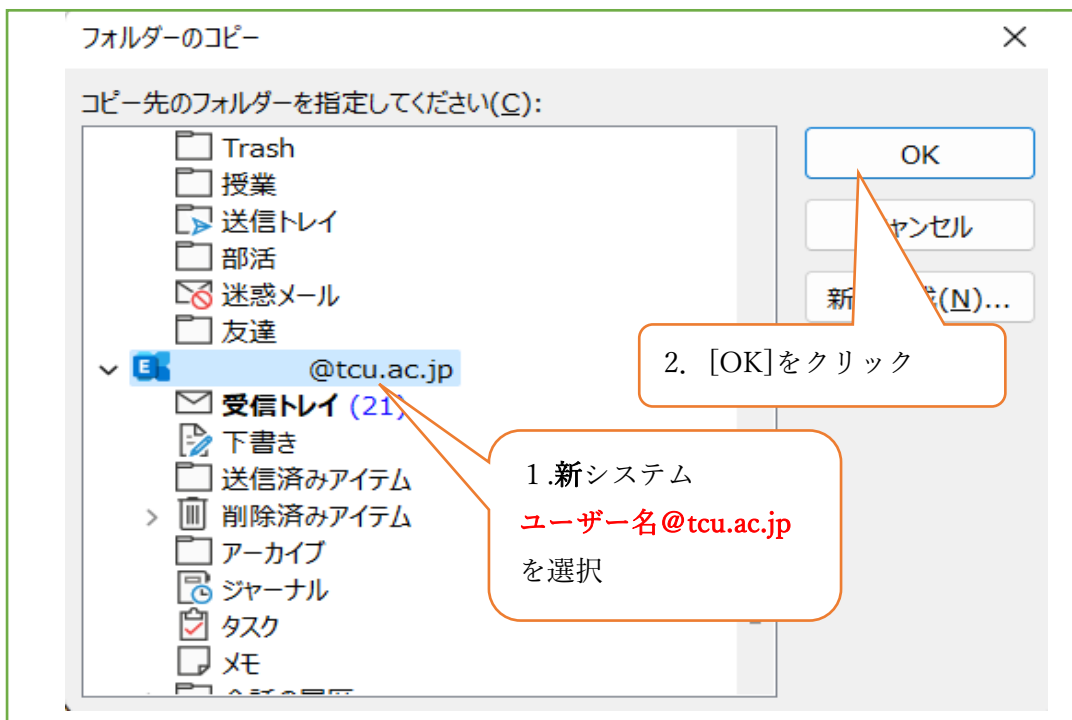 フォルダーのコピー
コピー先のフォルダーを指定してください(C):
Trash
授業
送信トレイ
部活
迷惑メール
友達
@tcu.ac.jp
受信トレイ (21)
下書き
送信済みアイテム
削除済みアイテム
アーカイブ
ジャーナル
タスク
メモ
OK
ャンセル
新
(N)...
2. [OK]をクリック
1.新システム
ユーザー名@tcu.ac.jp
を選択